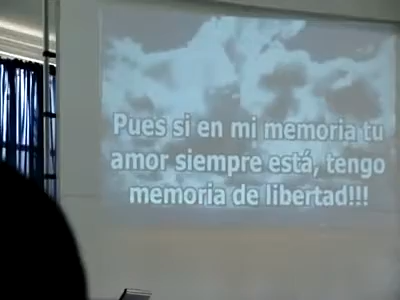 Pues si en mi memoria tu
amor siempre está, tengo
memoria de libertad!!!